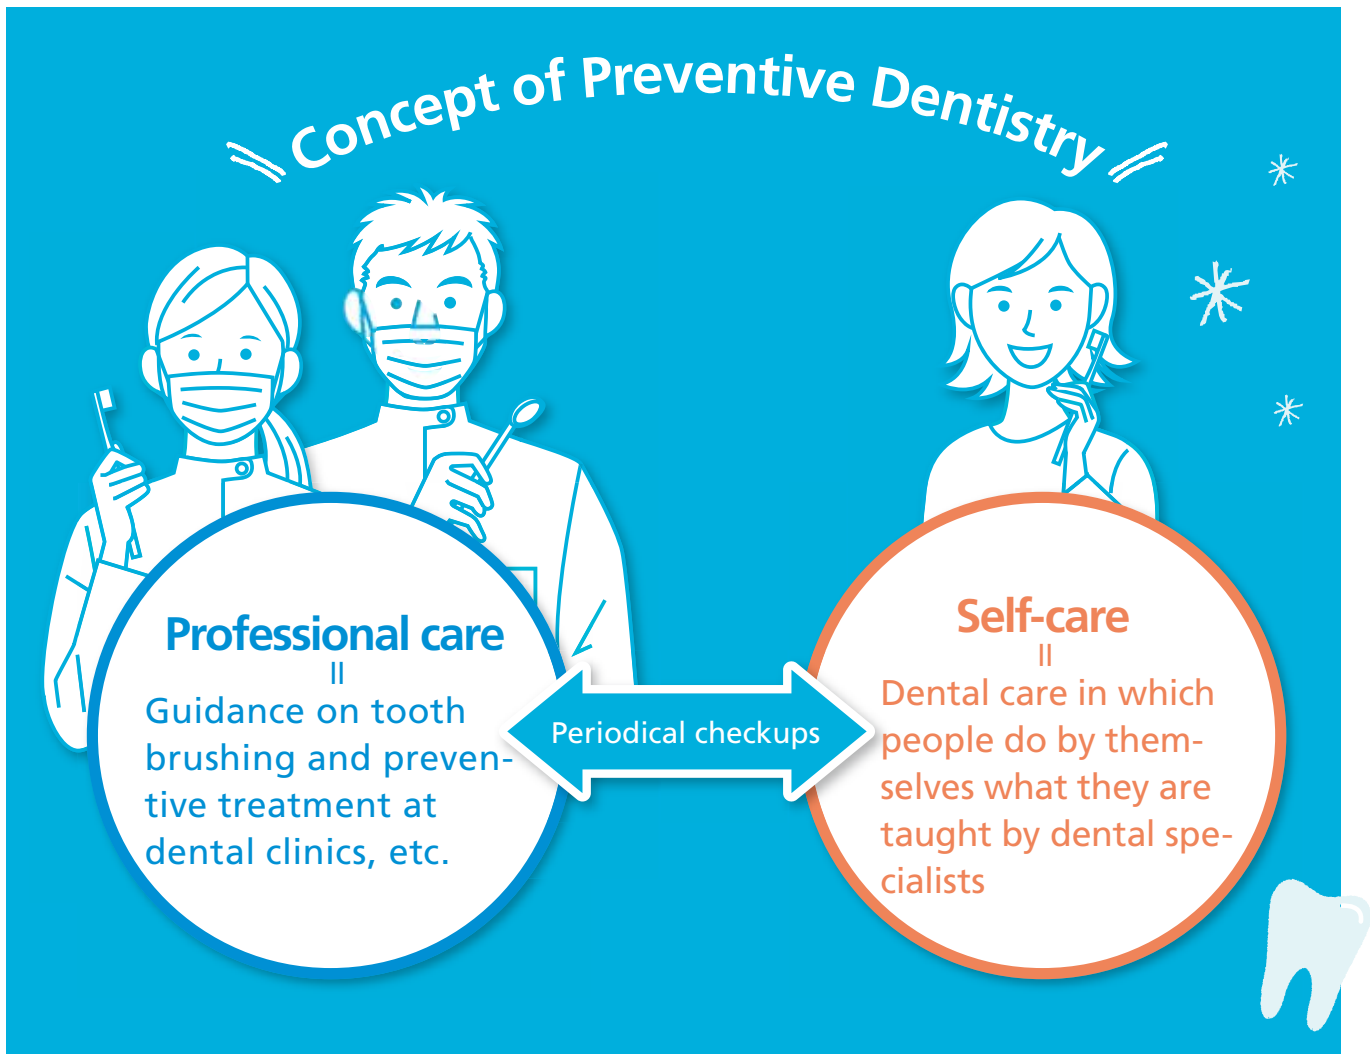 Concept of Preventive Dentistry
Professional care
=
Guidance on tooth
brushing and preven-
tive treatment at
dental clinics, etc.
Periodical checkups
Self-care
=
Dental care in which
people do by them-
selves what they are
taught by dental spe-
cialists